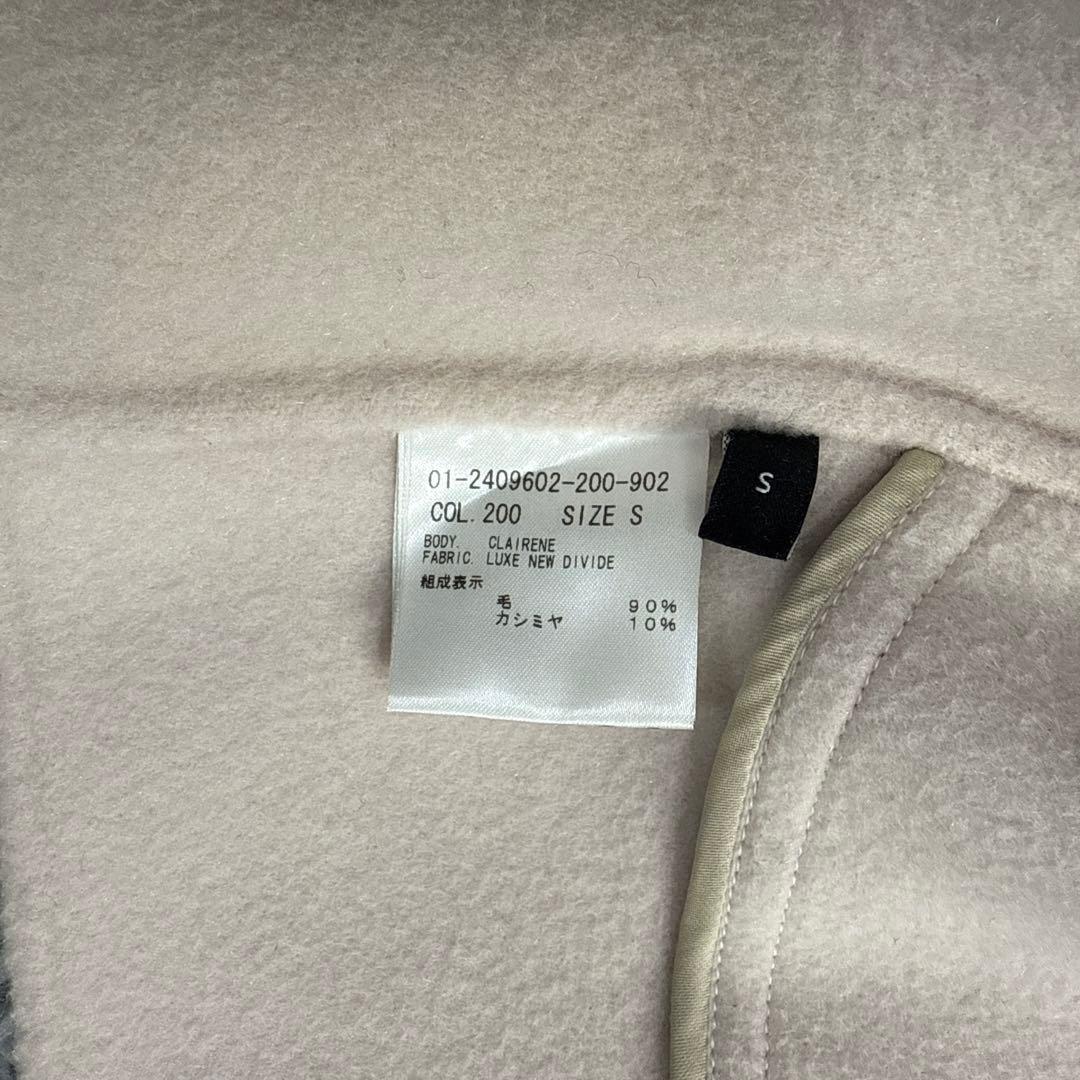 01-2409602-200-902
COL. 200 SIZE S
BODY. CLAIRENE
FABRIC. LUXE NEW DIVIDE
組成表示
毛 90%
カシミヤ 10%
S